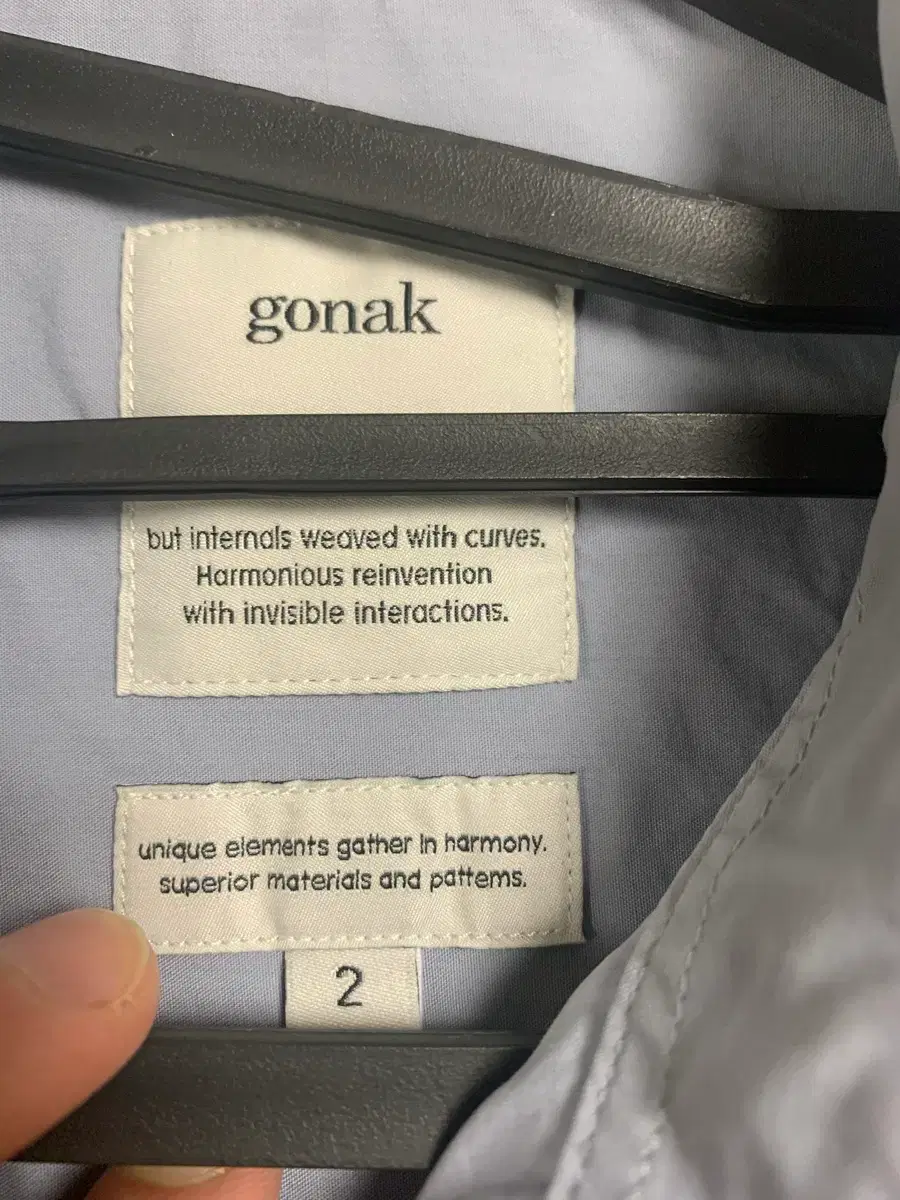 gonak
but internals weaved with curves.
Harmonious reinvention
with invisible interactions.
unique elements gather in harmony.
superior materials and patterns.
2